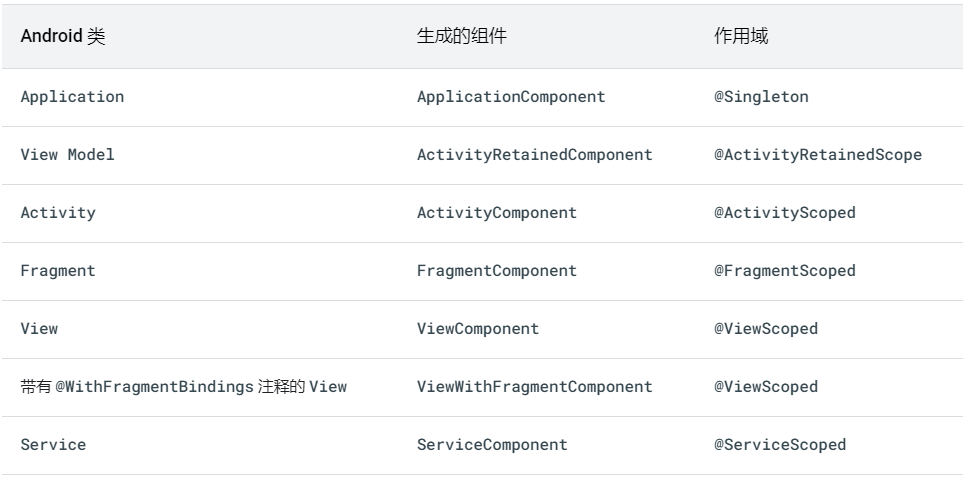 Android 类 生成的组件 作用域
Application ApplicationComponent @Singleton
View Model ActivityRetainedComponent @ActivityRetainedScope
Activity ActivityComponent @ActivityScoped
Fragment FragmentComponent @FragmentScoped
View ViewComponent @ViewScoped
带有 @WithFragmentBindings 注释的 View ViewWithFragmentComponent @ViewScoped
Service ServiceComponent @ServiceScoped